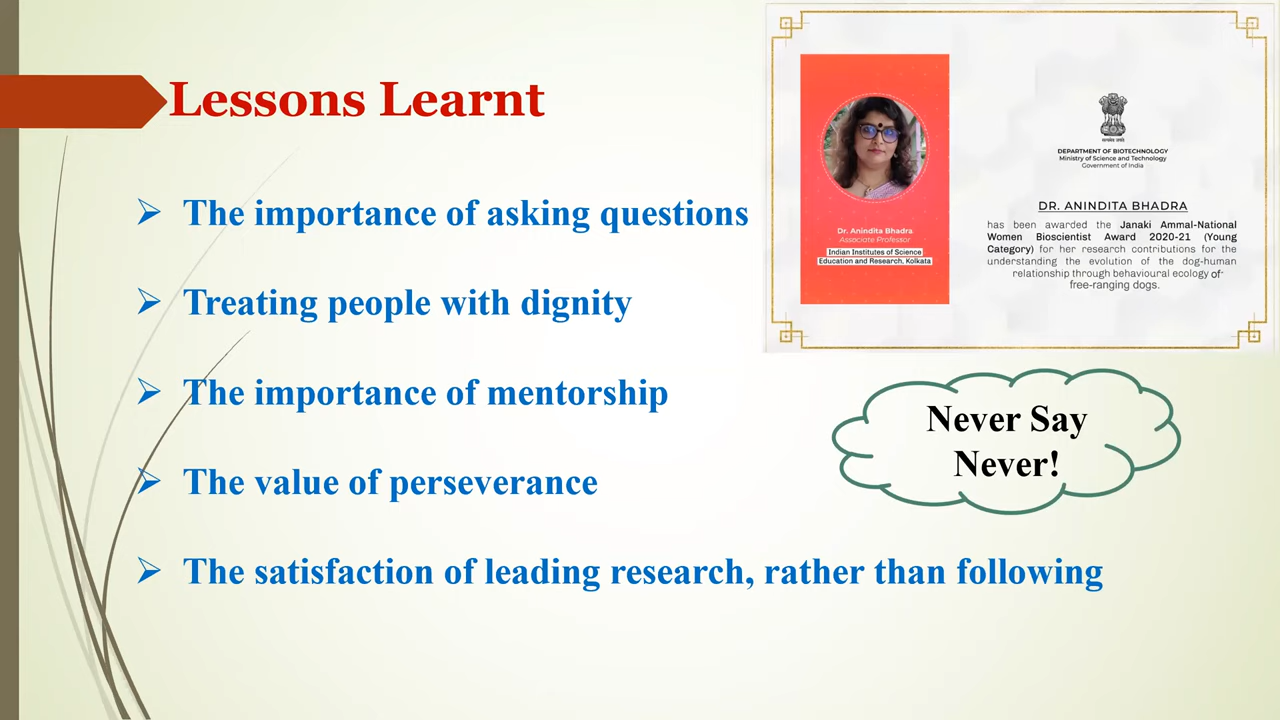 Lessons Learnt
The importance of asking questions
Treating people with dignity
The importance of mentorship
The value of perseverance
The satisfaction of leading research, rather than following
Dr. Anindita Bhadra
Associate Professor
Indian Institutes of Science
Education and Research, Kolkata
सत्यमेव जयते
DEPARTMENT OF BIOTECHNOLOGY
Ministry of Science and Technology
Government of India
DR. ANINDITA BHADRA
has been awarded the Janaki Ammal-National
Women Bioscientist Award 2020-21 (Young
Category) for her research contributions for the
understanding the evolution of the dog-human
relationship through behavioural ecology of
free-ranging dogs.
Never Say
Never!